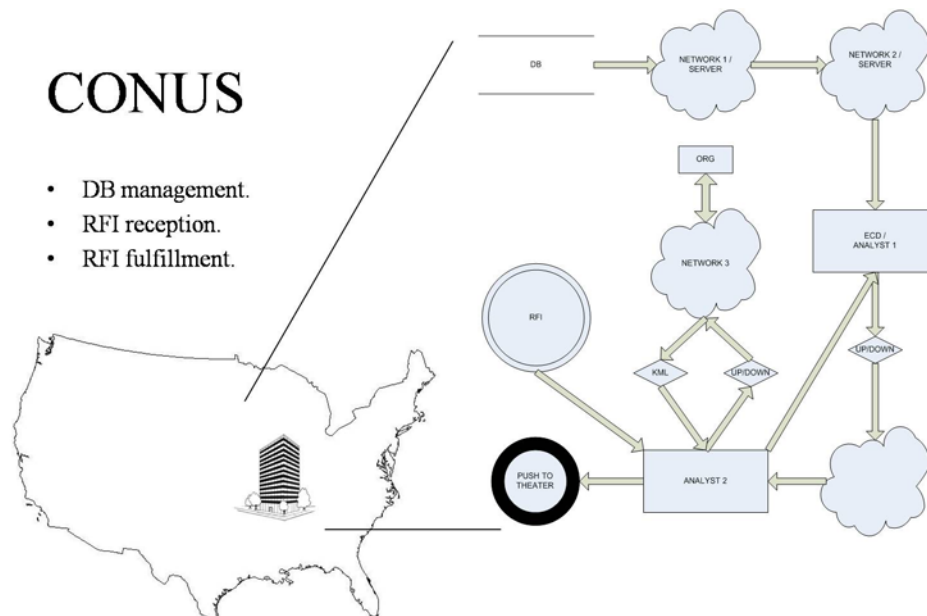 CONUS
• DB management.
• RFI reception.
• RFI fulfillment.
DB
NETWORK 1 /
SERVER
NETWORK 2 /
SERVER
ORG
NETWORK 3
ECD /
ANALYST 1
RFI
KML
UP/DOWN
UP/DOWN
PUSH TO
THEATER
ANALYST 2